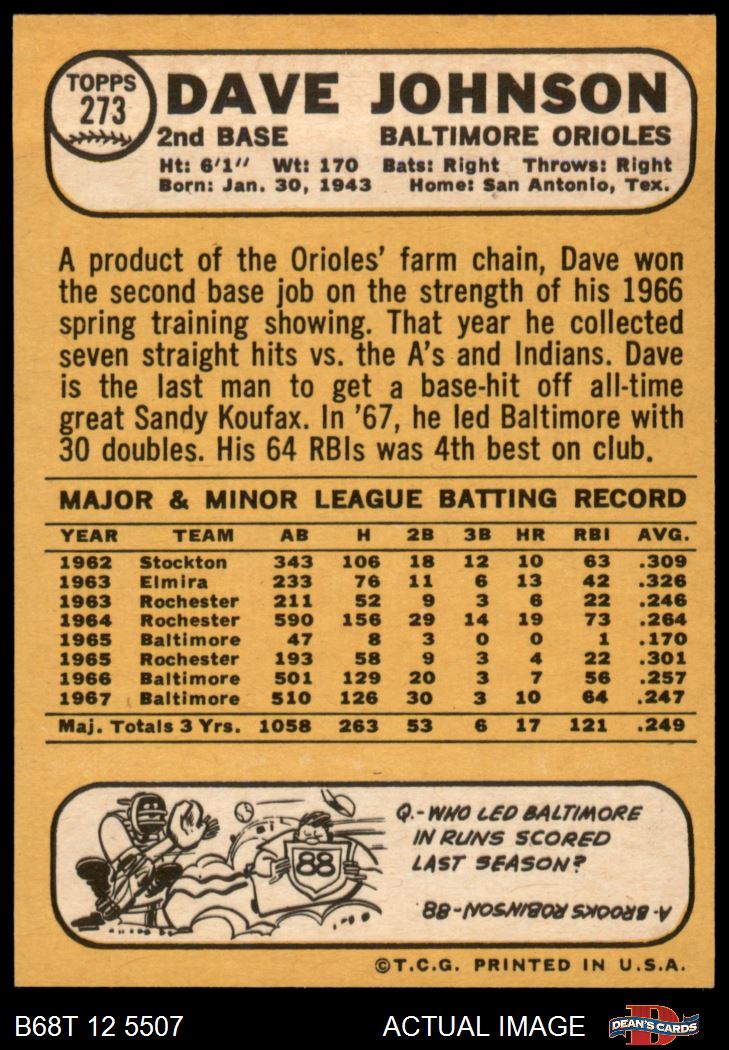 TOPPS
273
DAVE JOHNSON
2nd BASE BALTIMORE ORIOLES
Ht: 6'1" Wt: 170 Bats: Right Throws: Right
Born: Jan. 30, 1943 Home: San Antonio, Tex.
A product of the Orioles' farm chain, Dave won
the second base job on the strength of his 1966
spring training showing. That year he collected
seven straight hits vs. the A's and Indians. Dave
is the last man to get a base-hit off all-time
great Sandy Koufax. In '67, he led Baltimore with
30 doubles. His 64 RBIs was 4th best on club.
MAJOR & MINOR LEAGUE BATTING RECORD
YEAR TEAM AB H 2B 3B HR RBI AVG.
1962 Stockton 343 106 18 12 10 63 .309
1963 Elmira 233 76 11 6 13 42 .326
1963 Rochester 211 52 9 3 6 22 .246
1964 Rochester 590 156 29 14 19 73 .264
1965 Baltimore 47 8 3 0 0 1 .170
1965 Rochester 193 58 9 3 4 22 .301
1966 Baltimore 501 129 20 3 7 56 .257
1967 Baltimore 510 126 30 3 10 64 .247
Maj. Totals 3 Yrs. 1058 263 53 6 17 121 .249
88
Q.-WHO LED BALTIMORE
IN RUNS SCORED
LAST SEASON?
A-BROOKS ROBINSON-88
©T.C.G. PRINTED IN U.S.A.
B68T 12 5507 ACTUAL IMAGE DEAN'S CARDS